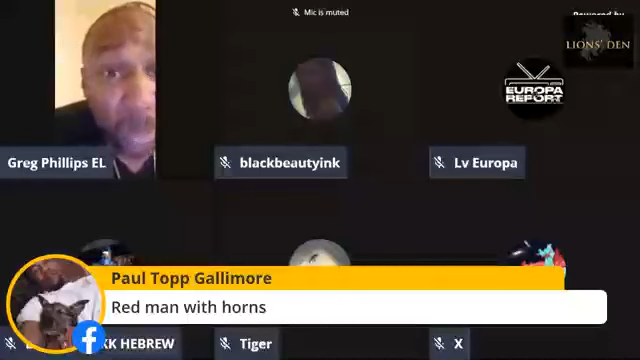 Mic is muted
Powered by
LIONS' DEN
EUROPA
REPORT
Greg Phillips EL
blackbeautyink
Lv Europa
Paul Topp Gallimore
Red man with horns
KK HEBREW
Tiger
X